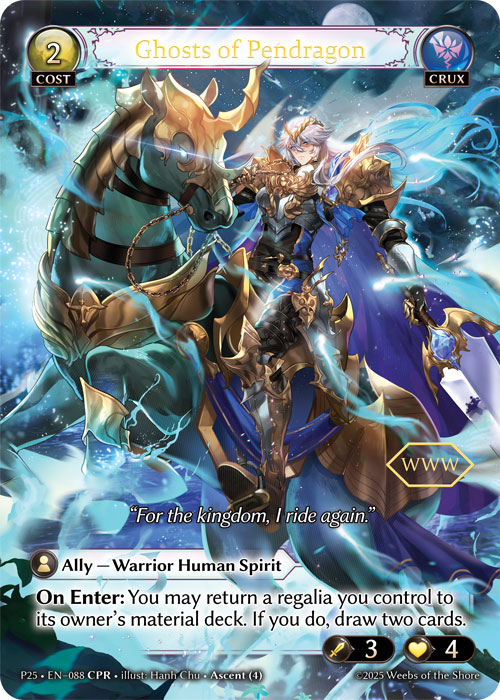 2
COST
Ghosts of Pendragon
CRUX
WWW
“For the kingdom, I ride again.”
Ally — Warrior Human Spirit
On Enter: You may return a regalia you control to
its owner’s material deck. If you do, draw two cards.
3
4
P25 • EN–088 CPR • illust: Hanh Chu • Ascent (4)
©2025 Weebs of the Shore